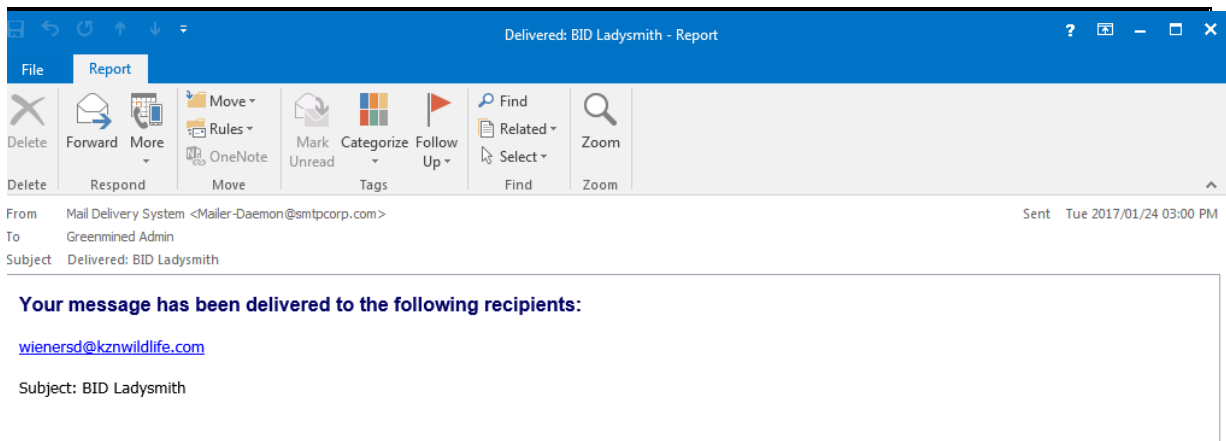 Delivered: BID Ladysmith - Report
File Report
Delete Forward More Move Rules OneNote Mark Unread Categorize Follow Up Find Related Select Zoom
Delete Respond Move Tags Find Zoom
From Mail Delivery System <Mailer-Daemon@smtpcorp.com> Sent Tue 2017/01/24 03:00 PM
To Greenmined Admin
Subject Delivered: BID Ladysmith
Your message has been delivered to the following recipients:
wienersd@kznwildlife.com
Subject: BID Ladysmith